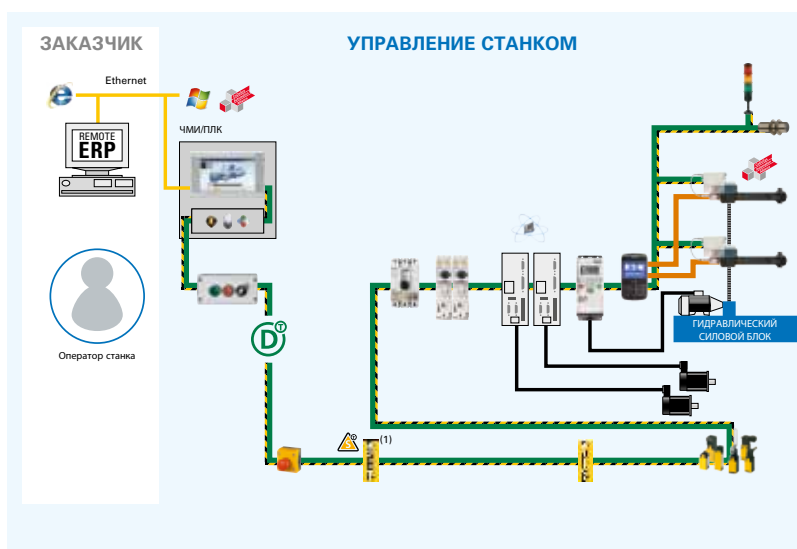 ЗАКАЗЧИК
УПРАВЛЕНИЕ СТАНКОМ
Ethernet
ЧМИ/ПЛК
REMOTE
ERP
D T
Оператор станка
ГИДРАВЛИЧЕСКИЙ
СИЛОВОЙ БЛОК
(1)